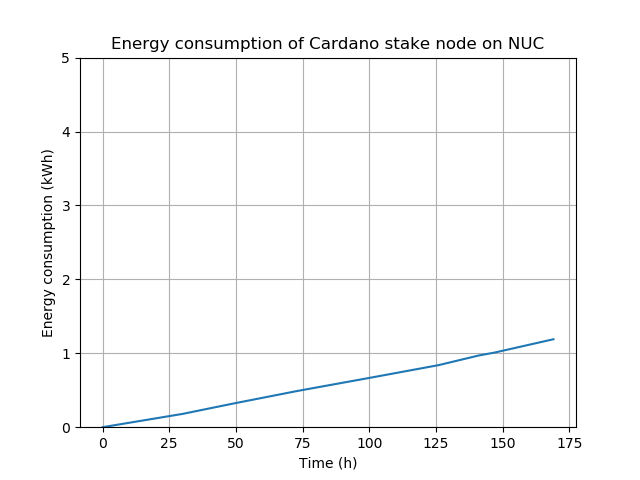 Energy consumption of Cardano stake node on NUC
5
4
3
2
1
0
Energy consumption (kWh)
0 25 50 75 100 125 150 175
Time (h)